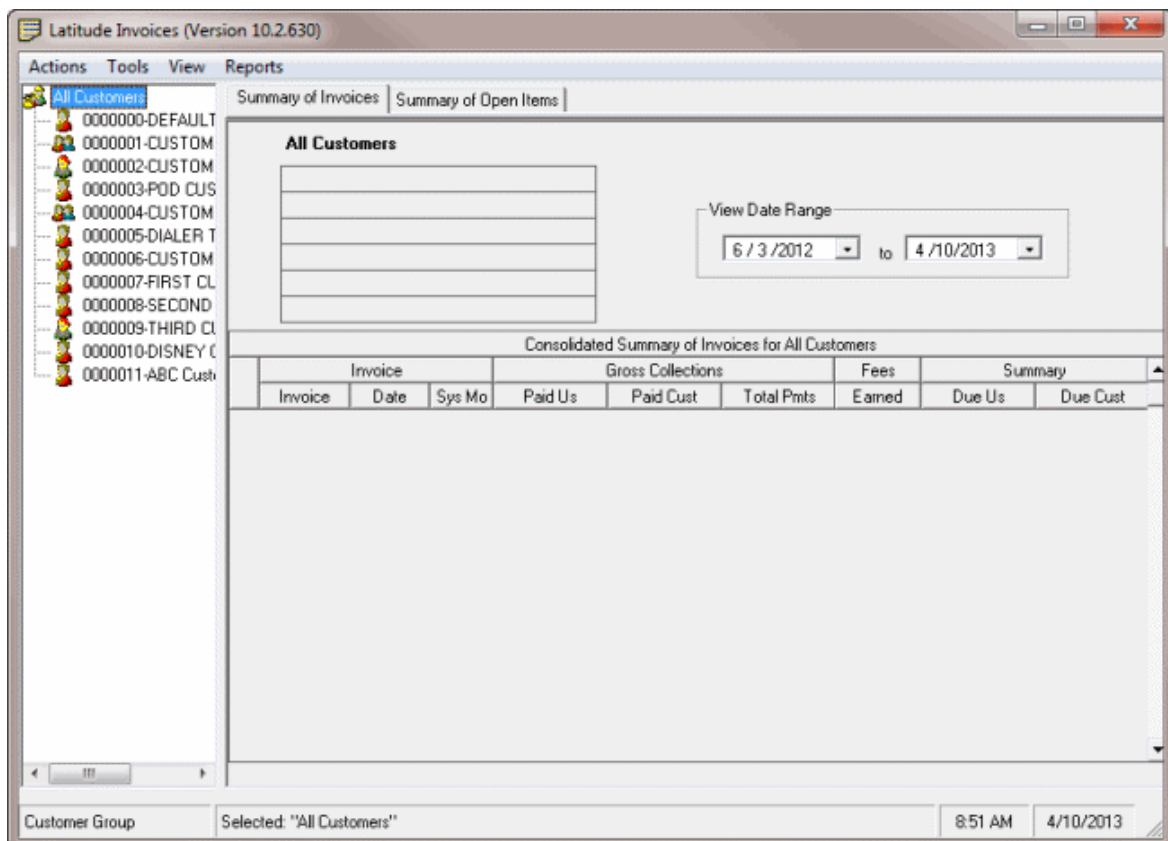 Latitude Invoices (Version 10.2.630)
Actions Tools View Reports
All Customers
0000000-DEFAULT
0000001-CUSTOM
0000002-CUSTOM
0000003-POD CUS
0000004-CUSTOM
0000005-DIALER T
0000006-CUSTOM
0000007-FIRST CL
0000008-SECOND
0000009-THIRD CU
0000010-DISNEY C
0000011-ABC Cust
Summary of Invoices Summary of Open Items
All Customers
View Date Range
6 / 3 /2012 to 4 /10/2013
Consolidated Summary of Invoices for All Customers
Invoice Gross Collections Fees Summary
Invoice Date Sys Mo Paid Us Paid Cust Total Pmts Earned Due Us Due Cust
Customer Group Selected: "All Customers" 8:51 AM 4/10/2013